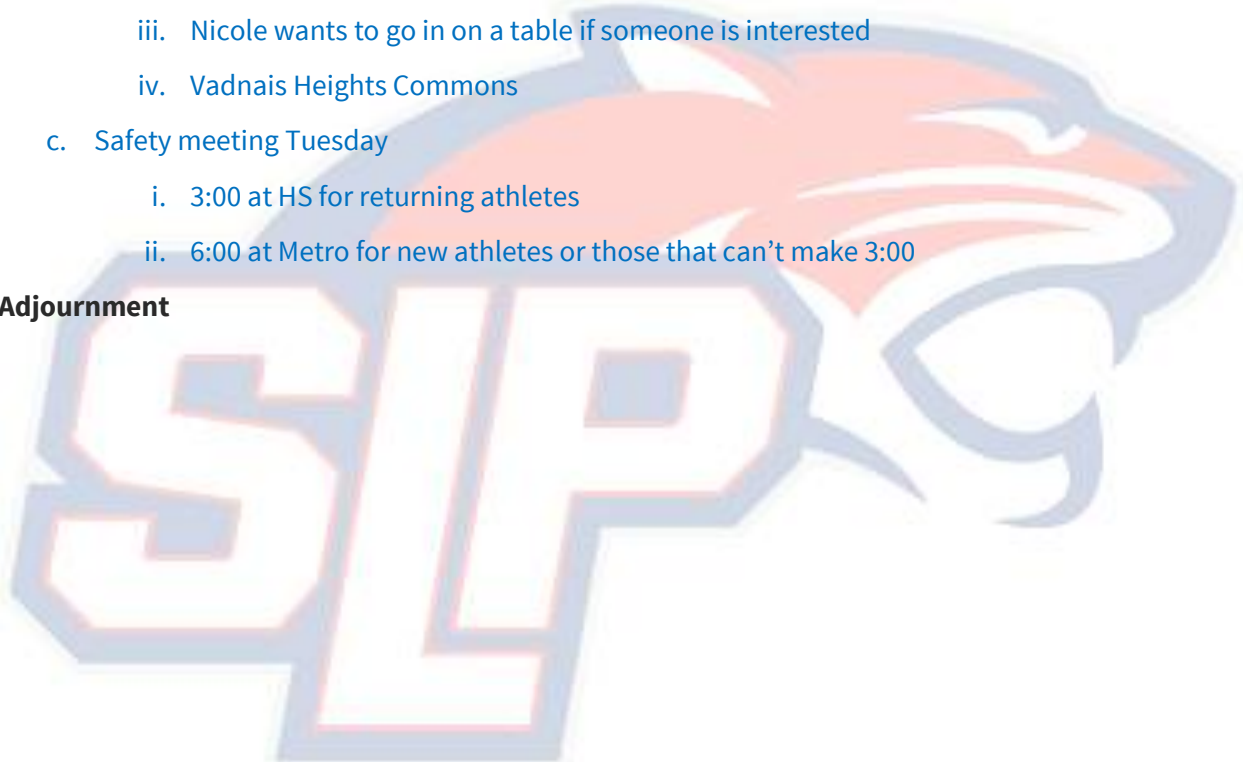 iii. Nicole wants to go in on a table if someone is interested
iv. Vadnais Heights Commons
c. Safety meeting Tuesday
i. 3:00 at HS for returning athletes
ii. 6:00 at Metro for new athletes or those that can’t make 3:00
Adjournment
SLP